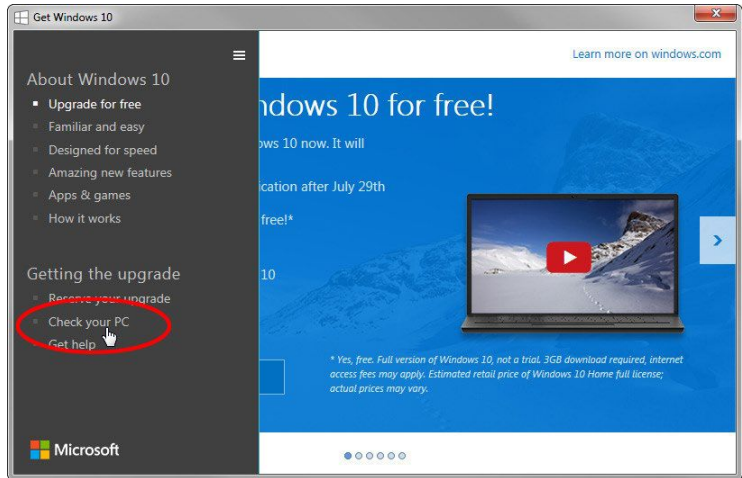 Get Windows 10
Learn more on windows.com
About Windows 10
Upgrade for free
Familiar and easy
Designed for speed
Amazing new features
Apps & games
How it works
Getting the upgrade
Reserve your upgrade
Check your PC
Get help
Microsoft
ndows 10 for free!
ows 10 now. It will
ication after July 29th
free!*
10
* Yes, free. Full version of Windows 10, not a trial. 3GB download required, internet
access fees may apply. Estimated retail price of Windows 10 Home full license;
actual prices may vary.